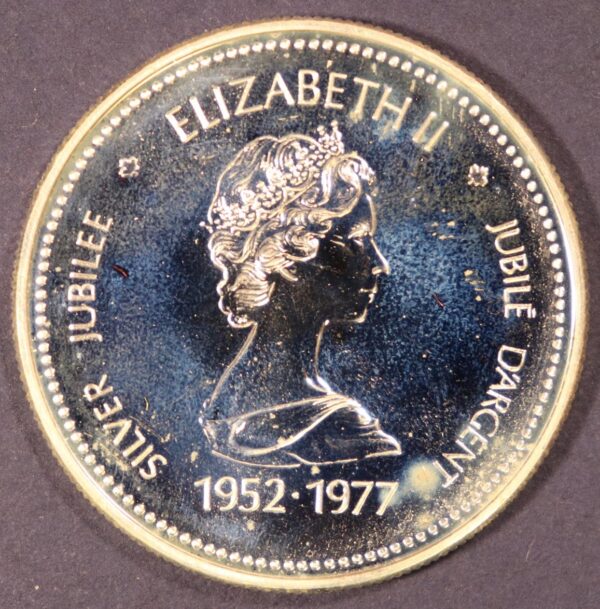 ELIZABETH II
SILVER JUBILEE
JUBILÉ D'ARGENT
1952·1977